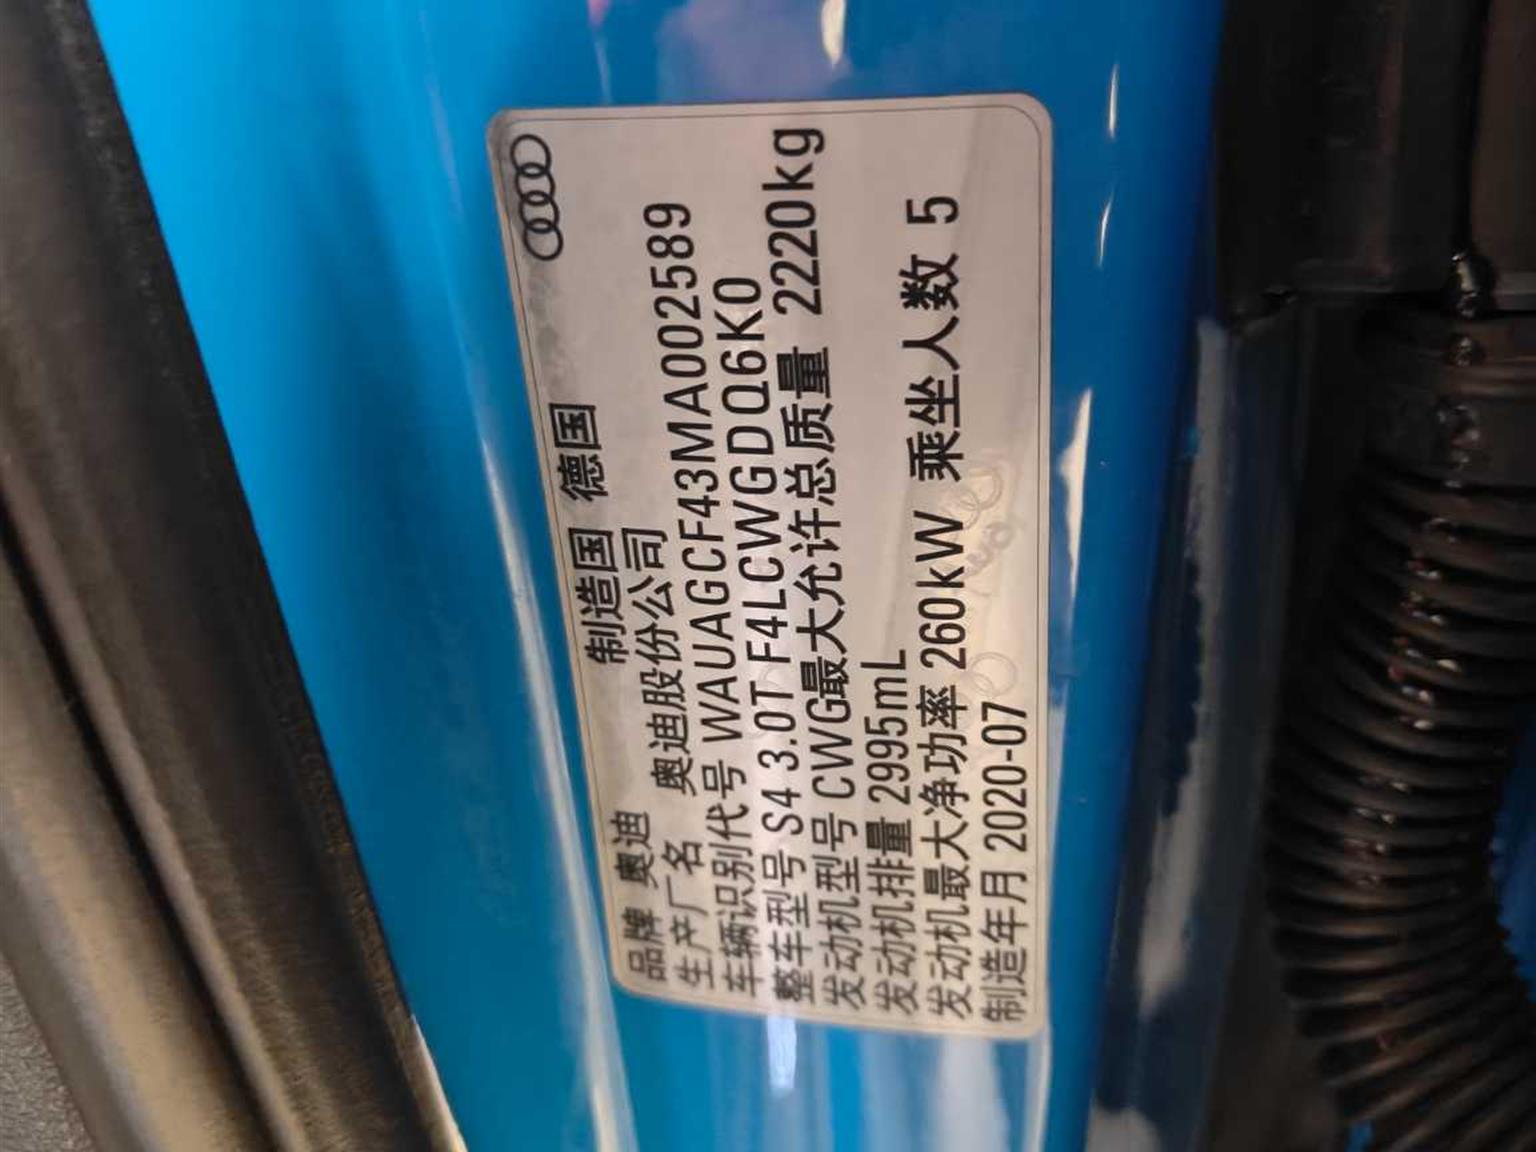 品牌 奥迪 制造国 德国
生产厂名 奥迪股份公司
车辆识别代号 WAUAGCF43MA002589
整车型号 S4 3.0T F4LCWGDQ6K0
发动机型号 CWG最大允许总质量 2220kg
发动机排量 2995mL
发动机最大净功率 260kW 乘坐人数 5
制造年月 2020-07